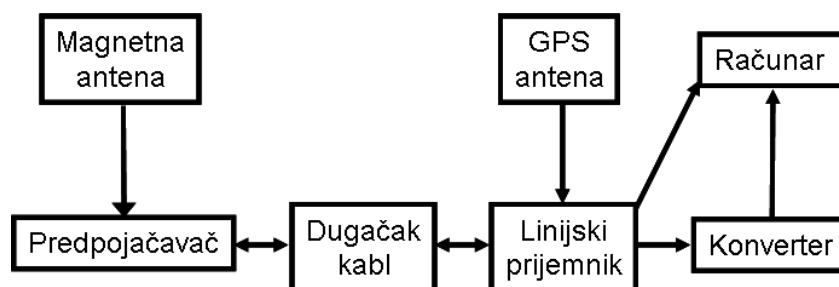 Magnetna
antena
GPS
antena
Računar
Predpojačavač
Dugačak
kabl
Linijski
prijemnik
Konverter